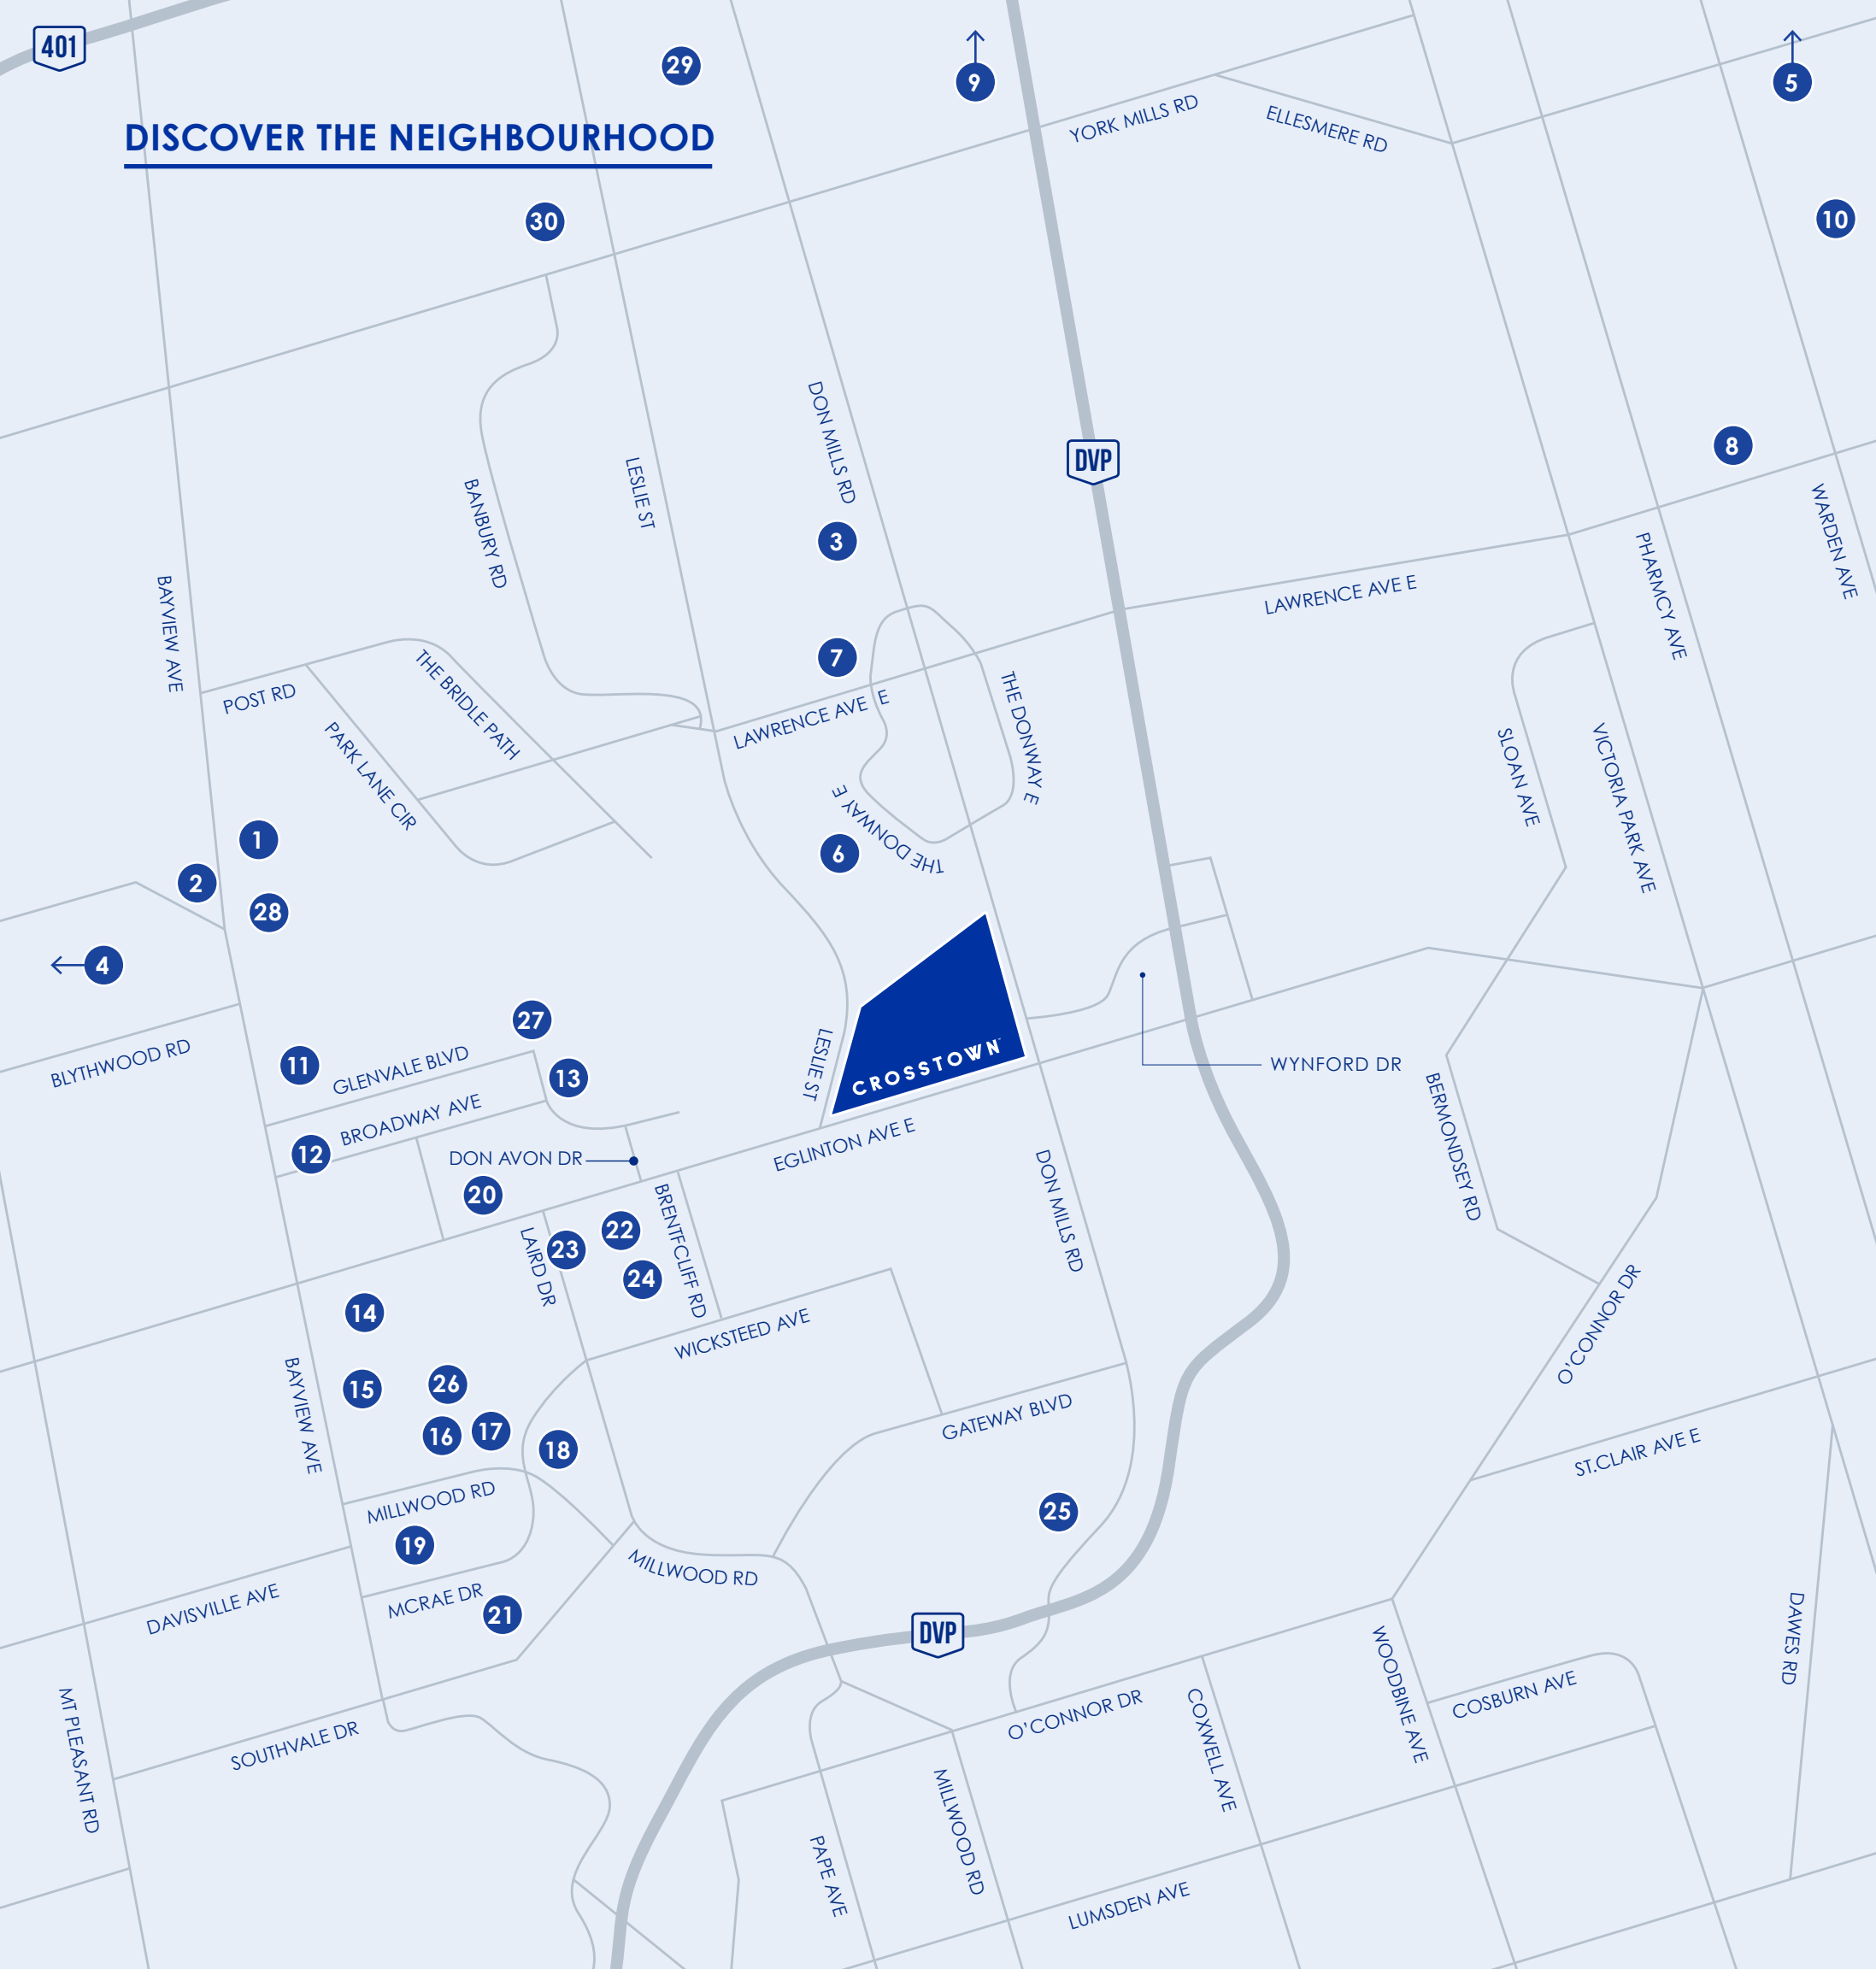 401
29
9
5
DISCOVER THE NEIGHBOURHOOD
YORK MILLS RD
ELLESMERE RD
30
10
DON MILLS RD
DVP
8
LESLIE ST
BANBURY RD
3
WARDEN AVE
PHARMCY AVE
LAWRENCE AVE E
BAYVIEW AVE
7
THE BRIDLE PATH
POST RD
LAWRENCE AVE E
THE DONWAY E
PARK LANE CIR
SLOAN AVE
VICTORIA PARK AVE
THE DONWAY E
1
6
2
28
4
27
CROSSTOWN
LESLIE ST
WYNFORD DR
BLYTHWOOD RD
11
GLENVALE BLVD
13
BROADWAY AVE
12
BERMONDSEY RD
DON AVON DR
EGLINTON AVE E
20
DON MILLS RD
BRENTFCLIFF RD
22
23
LAIRD DR
24
14
O'CONNOR DR
WICKSTEED AVE
15
26
BAYVIEW AVE
16
17
18
GATEWAY BLVD
ST.CLAIR AVE E
MILLWOOD RD
25
19
MILLWOOD RD
DAVISVILLE AVE
MCRAE DR
21
DVP
DAWES RD
WOODBINE AVE
COSBURN AVE
MT PLEASANT RD
O'CONNOR DR
COXWELL AVE
SOUTHVALE DR
MILLWOOD RD
PAPE AVE
LUMSDEN AVE